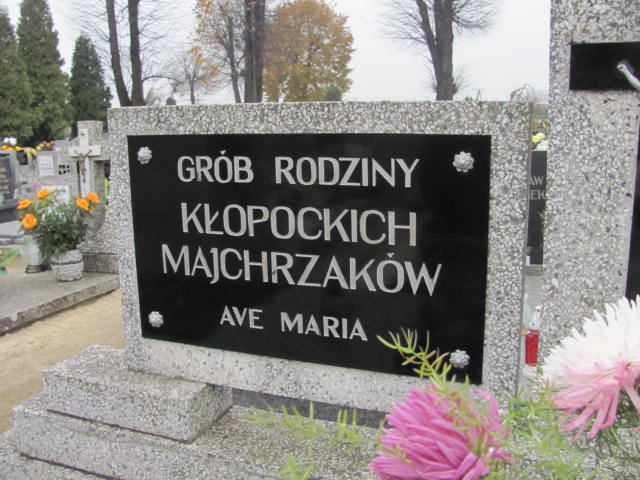 GRÓB RODZINY
KŁOPOCKICH
MAJCHRZAKÓW
AVE MARIA